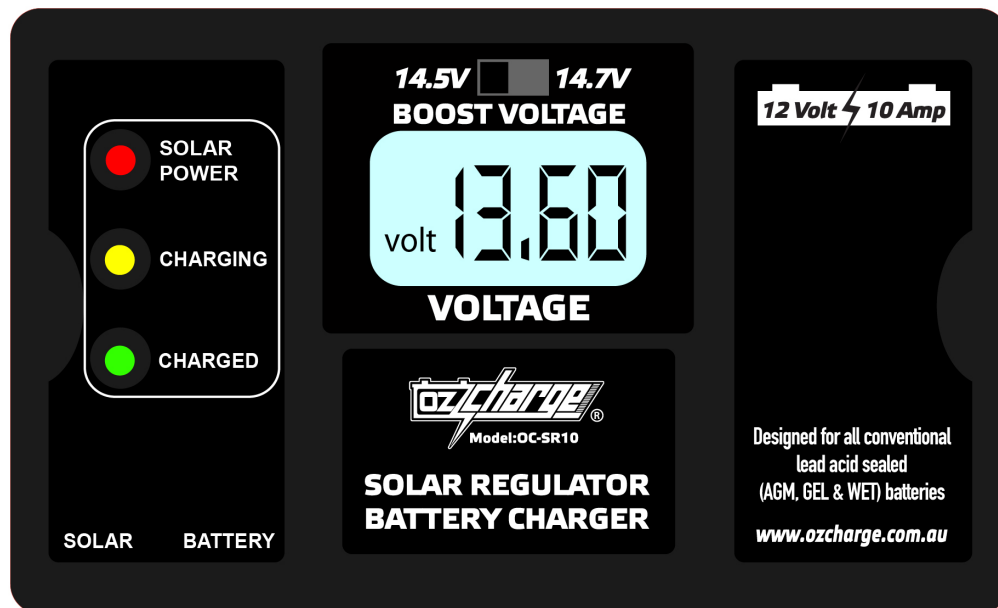 SOLAR
POWER
CHARGING
CHARGED
SOLAR BATTERY
14.5V 14.7V
BOOST VOLTAGE
volt 13.60
VOLTAGE
oz charge ®
Model:OC-SR10
SOLAR REGULATOR
BATTERY CHARGER
12 Volt 10 Amp
Designed for all conventional
lead acid sealed
(AGM, GEL & WET) batteries
www.ozcharge.com.au